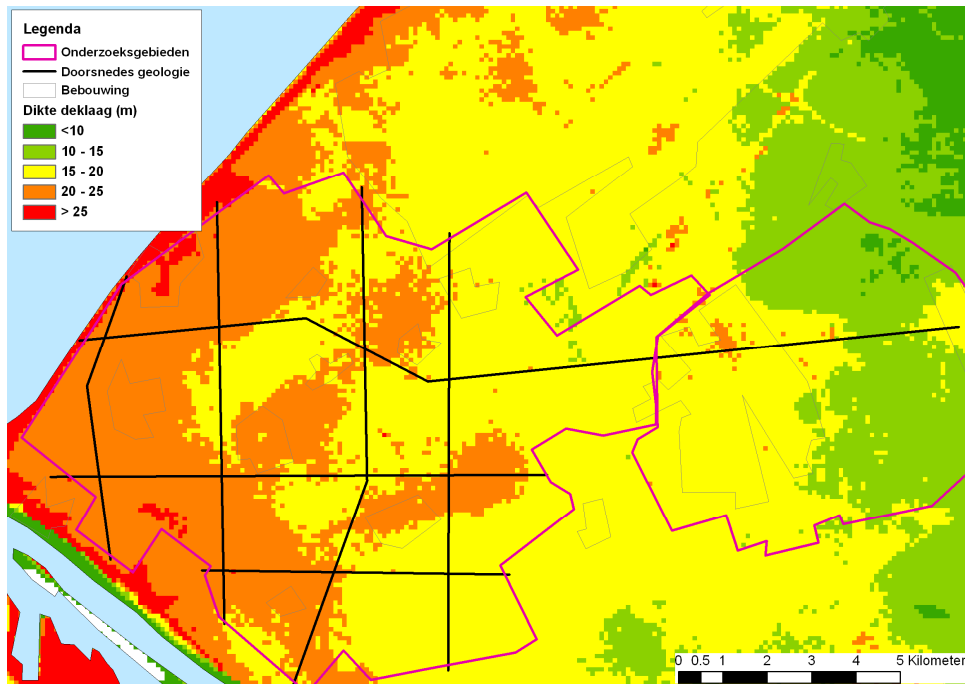 Legenda
Onderzoeksgebieden
Doorsnedes geologie
Bebouwing
Dikte deklaag (m)
<10
10 - 15
15 - 20
20 - 25
> 25
0 0.5 1 2 3 4 5 Kilometer